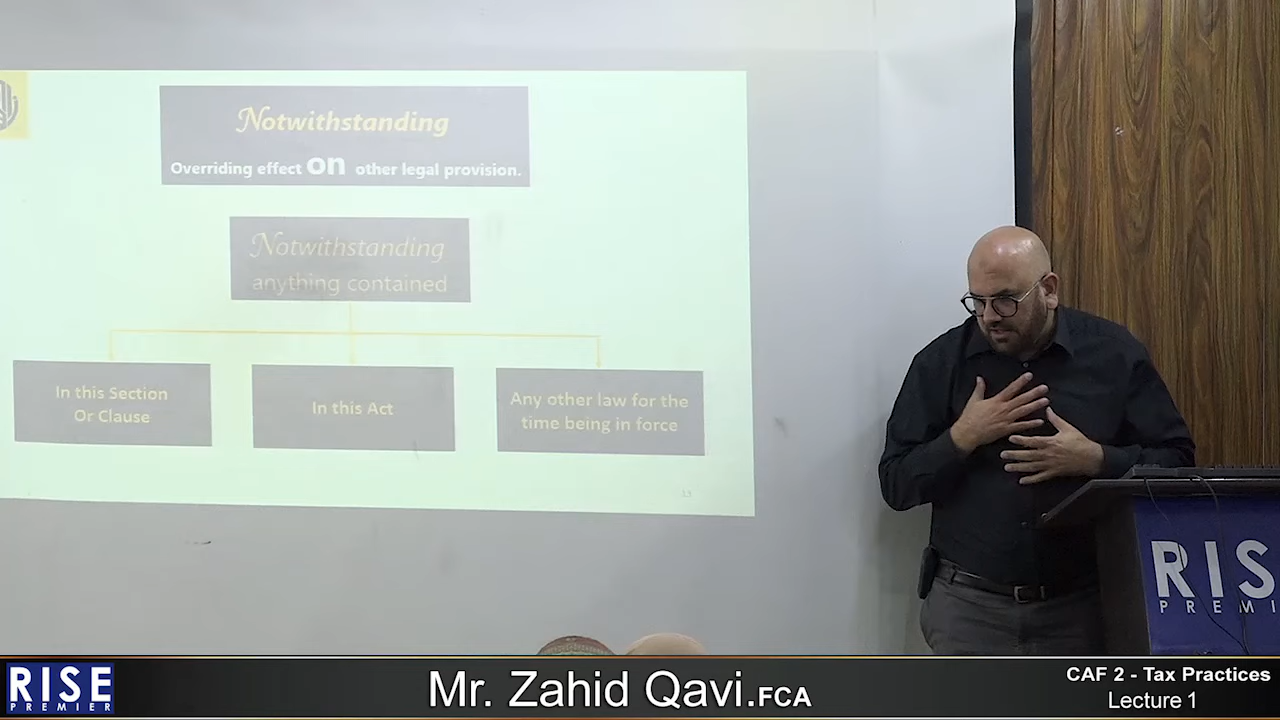 Notwithstanding
Overriding effect on other legal provision.
Notwithstanding
anything contained
In this Section
Or Clause
In this Act
Any other law for the
time being in force
13
RIS
PREMI
RISE
PREMIER
Mr. Zahid Qavi.FCA
CAF 2 - Tax Practices
Lecture 1